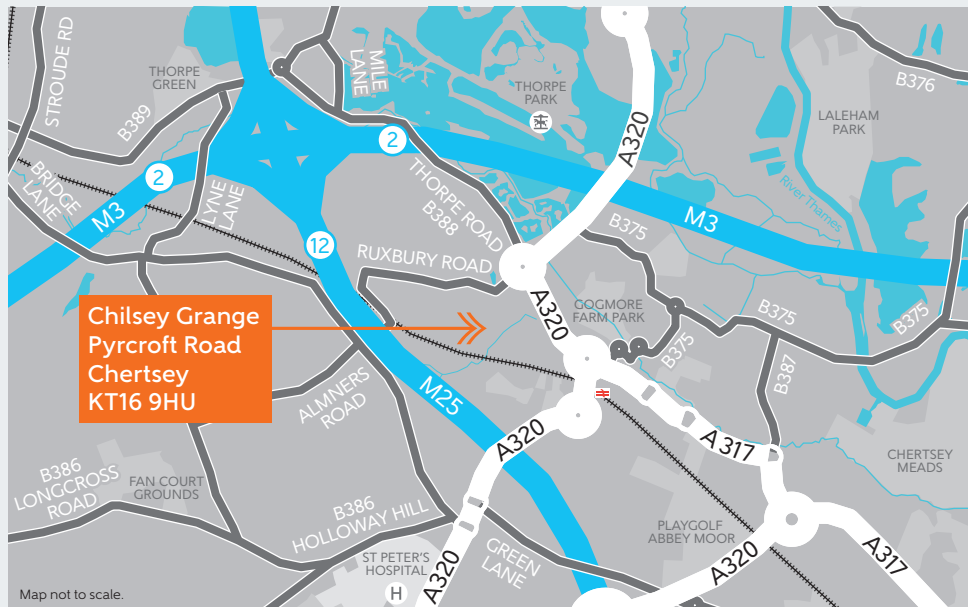 STROUDE RD
THORPE
GREEN
MILE
LANE
THORPE
PARK
A320
B376
LALEHAM
PARK
B389
2
2
BRIDGE
LANE
M3
LYNE
LANE
THORPE ROAD
B388
M3
River Thames
12
RUXBURY ROAD
B375
Chilsey Grange
Pyrcroft Road
Chertsey
KT16 9HU
A320
GOGMORE
FARM PARK
B375
B375
B375
B387
ALMNERS
ROAD
M25
A320
A317
B386
LONGCROSS
ROAD
FAN COURT
GROUNDS
CHERTSEY
MEADS
B386
HOLLOWAY HILL
PLAYGOLF
ABBEY MOOR
ST PETER'S
HOSPITAL
H
A320
GREEN
LANE
A320
A317
Map not to scale.